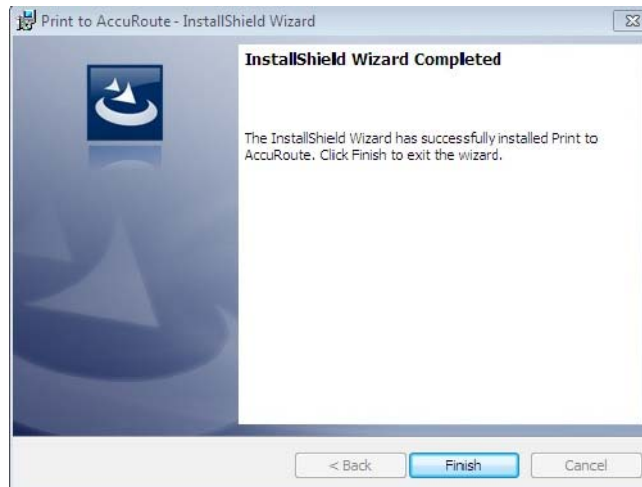 Print to AccuRoute - InstallShield Wizard
InstallShield Wizard Completed
The InstallShield Wizard has successfully installed Print to
AccuRoute. Click Finish to exit the wizard.
< Back Finish Cancel